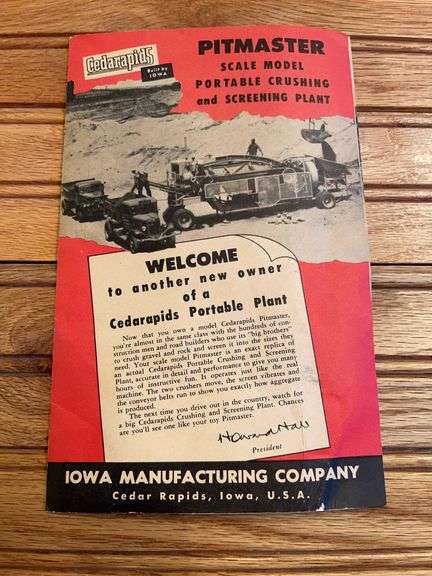 Cedarapids
Built by
IOWA
PITMASTER
SCALE MODEL
PORTABLE CRUSHING
and SCREENING PLANT
WELCOME
to another new owner
of a
Cedarapids Portable Plant
Now that you own a model Cedarapids Pitmaster,
you're almost in the same class with the hundreds of con-
struction men and road builders who use its "big brothers"
to crush gravel and rock and screen it into the sizes they
need. Your scale model Pitmaster is an exact replica of
an actual Cedarapids Portable Crushing and Screening
Plant, accurate in detail and performance to give you many
hours of instructive fun. It operates just like the real
machine. The two crushers move, the screen vibrates and
the conveyor belts run to show you exactly how aggregate
is produced.
The next time you drive out in the country, watch for
a big Cedarapids Crushing and Screening Plant. Chances
are you'll see one like your toy Pitmaster.
Howard Hall
President
IOWA MANUFACTURING COMPANY
Cedar Rapids, Iowa, U.S.A.